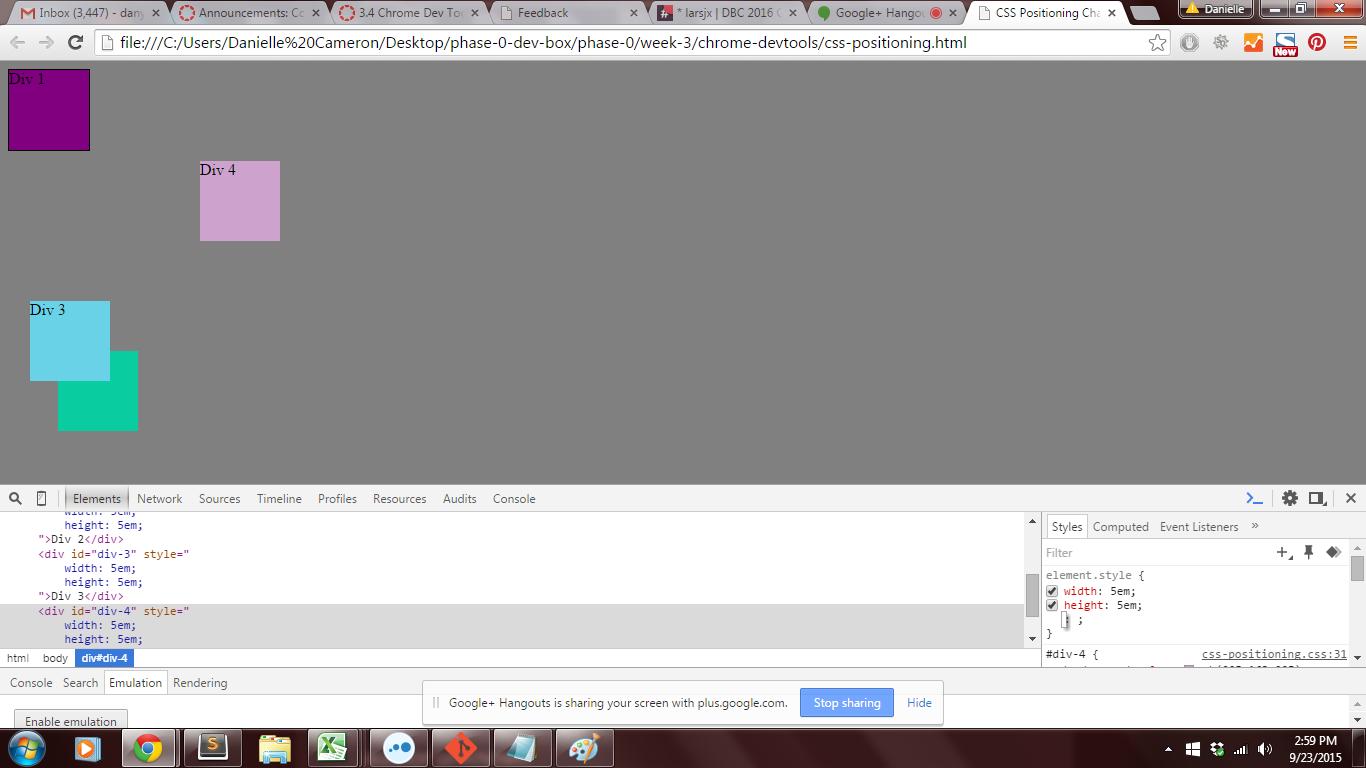 Inbox (3,447) - dany
Announcements: Co
3.4 Chrome Dev Too
Feedback
* larsjx | DBC 2016 C
Google+ Hangou
CSS Positioning Cha
Danielle
file:///C:/Users/Danielle%20Cameron/Desktop/phase-0-dev-box/phase-0/week-3/chrome-devtools/css-positioning.html
New
Div 1
Div 4
Div 3
Elements Network Sources Timeline Profiles Resources Audits Console
width: 5em;
height: 5em;
">Div 2</div>
<div id="div-3" style="
width: 5em;
height: 5em;
">Div 3</div>
<div id="div-4" style="
width: 5em;
height: 5em;
html body div#div-4
Styles Computed Event Listeners »
Filter
element.style {
width: 5em;
height: 5em;
: ;
}
#div-4 { css-positioning.css:31
Console Search Emulation Rendering
Enable emulation
Google+ Hangouts is sharing your screen with plus.google.com.
Stop sharing
Hide
2:59 PM
9/23/2015